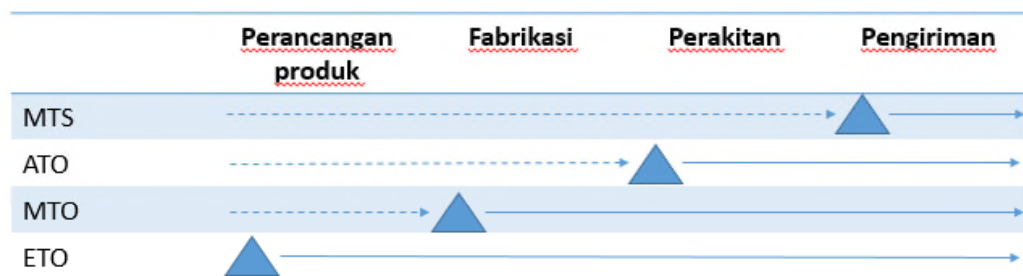 Perancangan produk Fabrikasi Perakitan Pengiriman
MTS
ATO
MTO
ETO